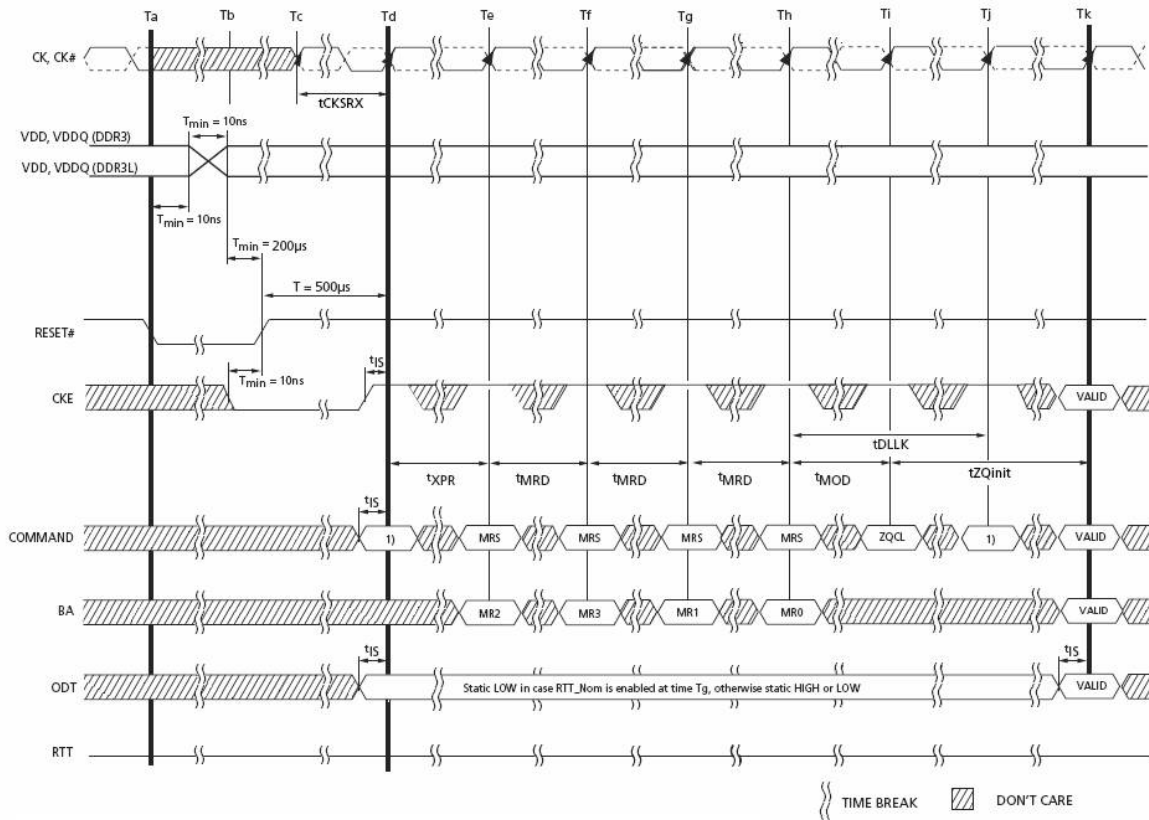 Ta Tb Tc Td Te Tf Tg Th Ti Tj Tk
CK, CK#
tCKSRX
Tmin = 10ns
VDD, VDDQ (DDR3)
VDD, VDDQ (DDR3L)
Tmin = 10ns
Tmin = 200µs
T = 500µs
RESET#
tIS
Tmin = 10ns
CKE
VALID
tDLLK
tXPR tMRD tMRD tMRD tMOD tZQinit
tIS
COMMAND 1) MRS MRS MRS MRS ZQCL 1) VALID
BA MR2 MR3 MR1 MR0 VALID
tIS tIS
ODT Static LOW in case RTT_Nom is enabled at time Tg, otherwise static HIGH or LOW VALID
RTT
TIME BREAK DON'T CARE